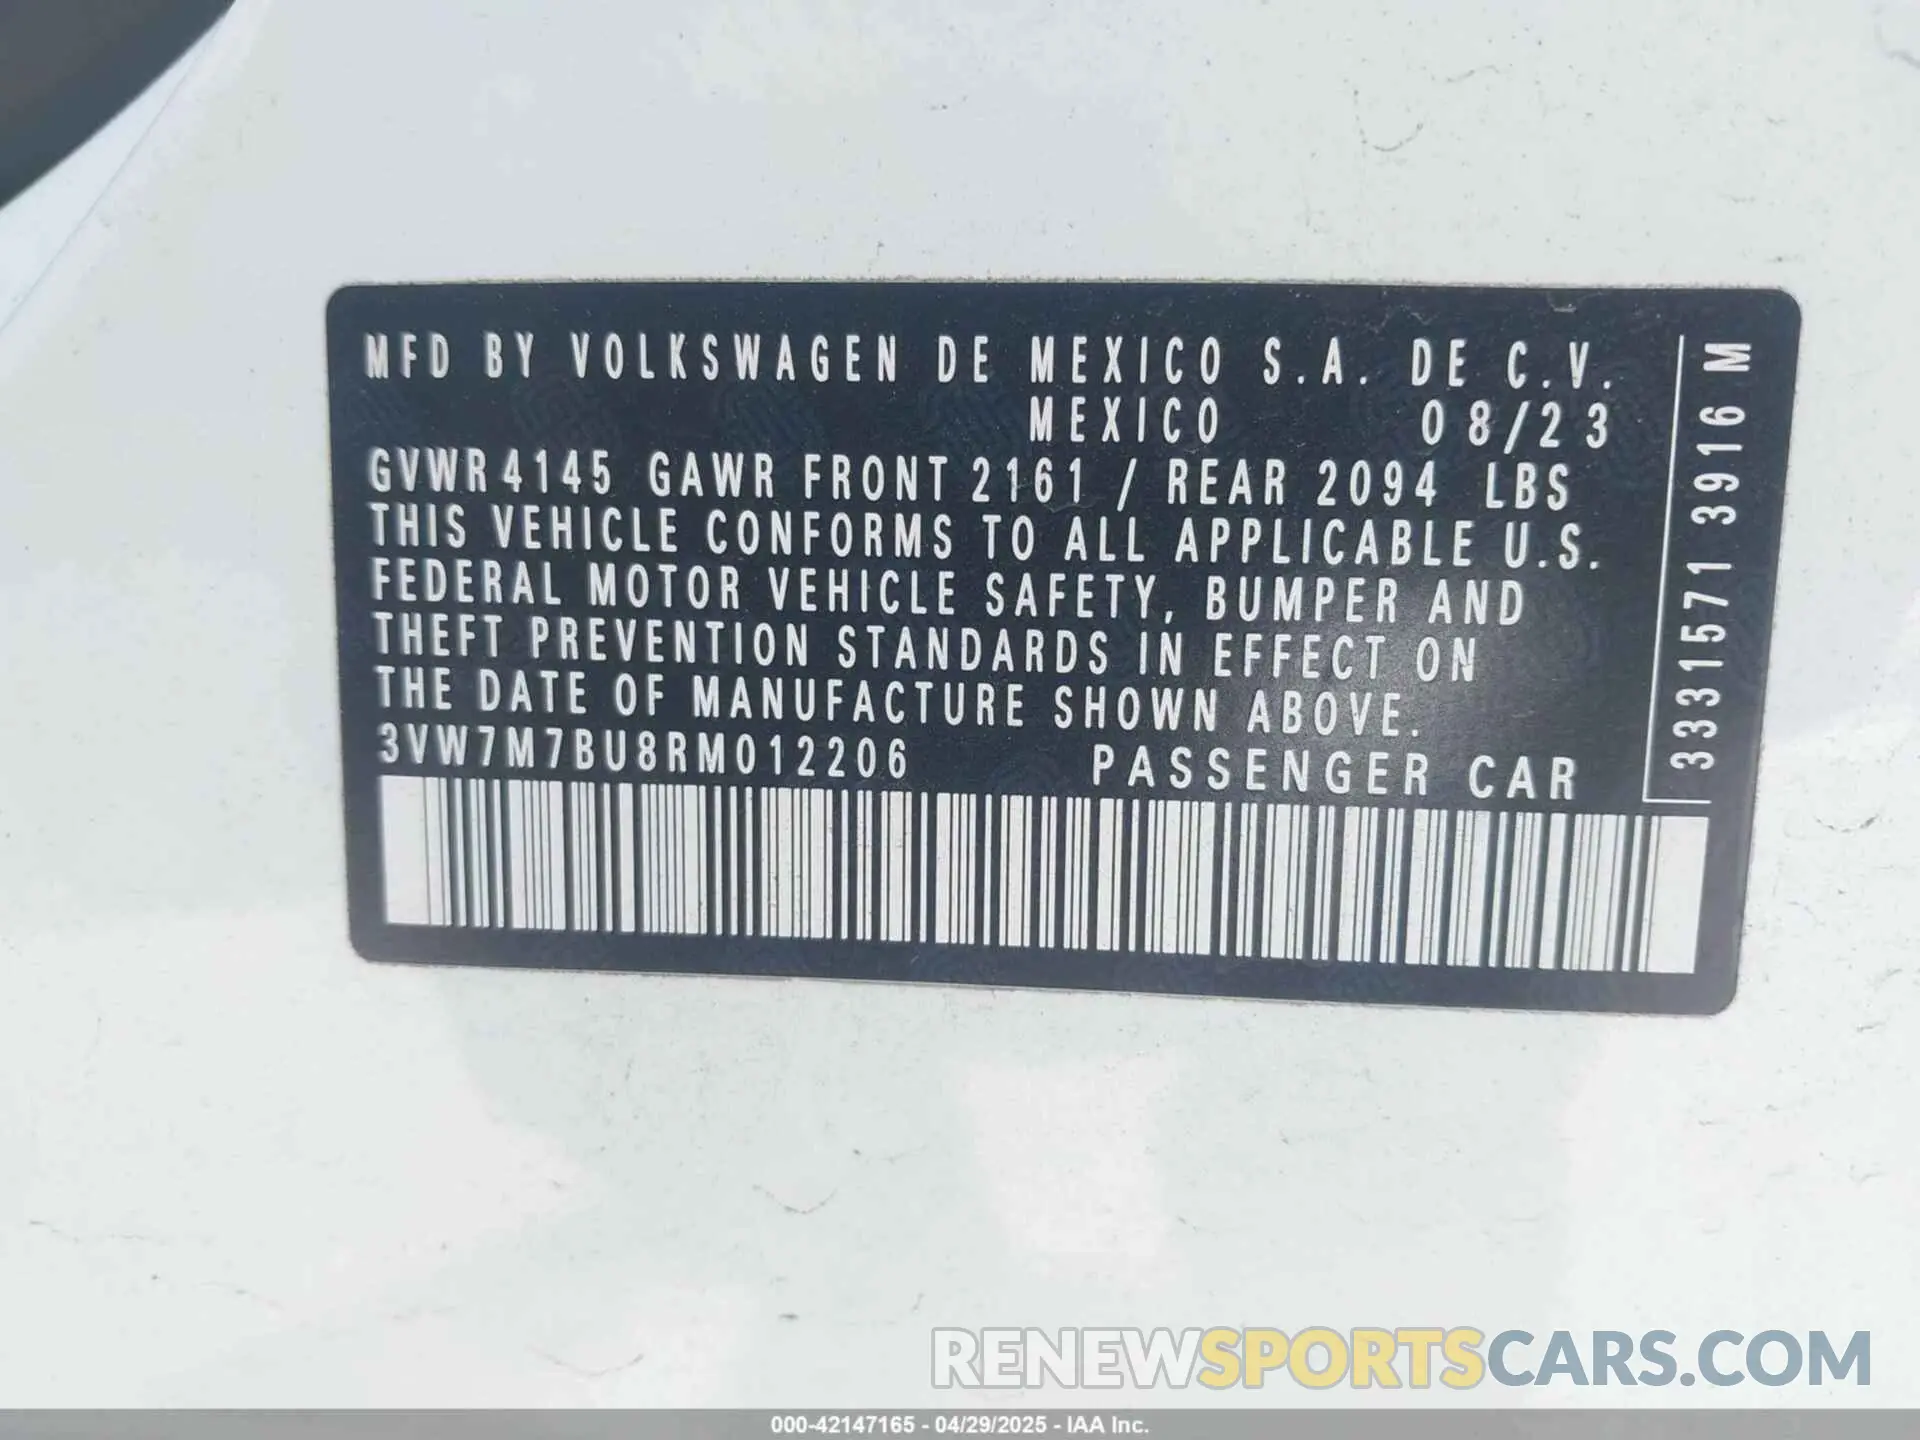 MFD BY VOLKSWAGEN DE MEXICO S.A. DE C.V.
MEXICO 08/23
GVWR 4145 GAWR FRONT 2161 / REAR 2094 LBS
THIS VEHICLE CONFORMS TO ALL APPLICABLE U.S.
FEDERAL MOTOR VEHICLE SAFETY, BUMPER AND
THEFT PREVENTION STANDARDS IN EFFECT ON
THE DATE OF MANUFACTURE SHOWN ABOVE.
3VW7M7BU8RM012206 PASSENGER CAR
3331571 3916 M
RENEWSPORTSCARS.COM
000-42147165 - 04/29/2025 - IAA Inc.